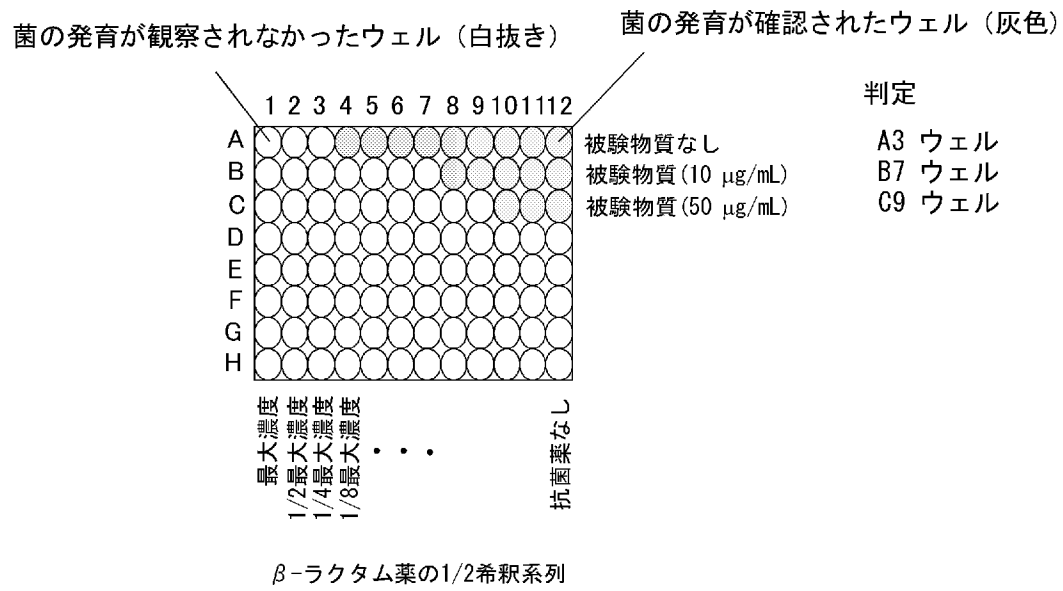 菌の発育が観察されなかったウェル（白抜き）
菌の発育が確認されたウェル（灰色）
1 2 3 4 5 6 7 8 9 10 11 12
判定
A 被験物質なし A3 ウェル
B 被験物質(10 μg/mL) B7 ウェル
C 被験物質(50 μg/mL) C9 ウェル
D
E
F
G
H
最大濃度
1/2最大濃度
1/4最大濃度
1/8最大濃度
・・・
抗菌薬なし
β-ラクタム薬の1/2希釈系列